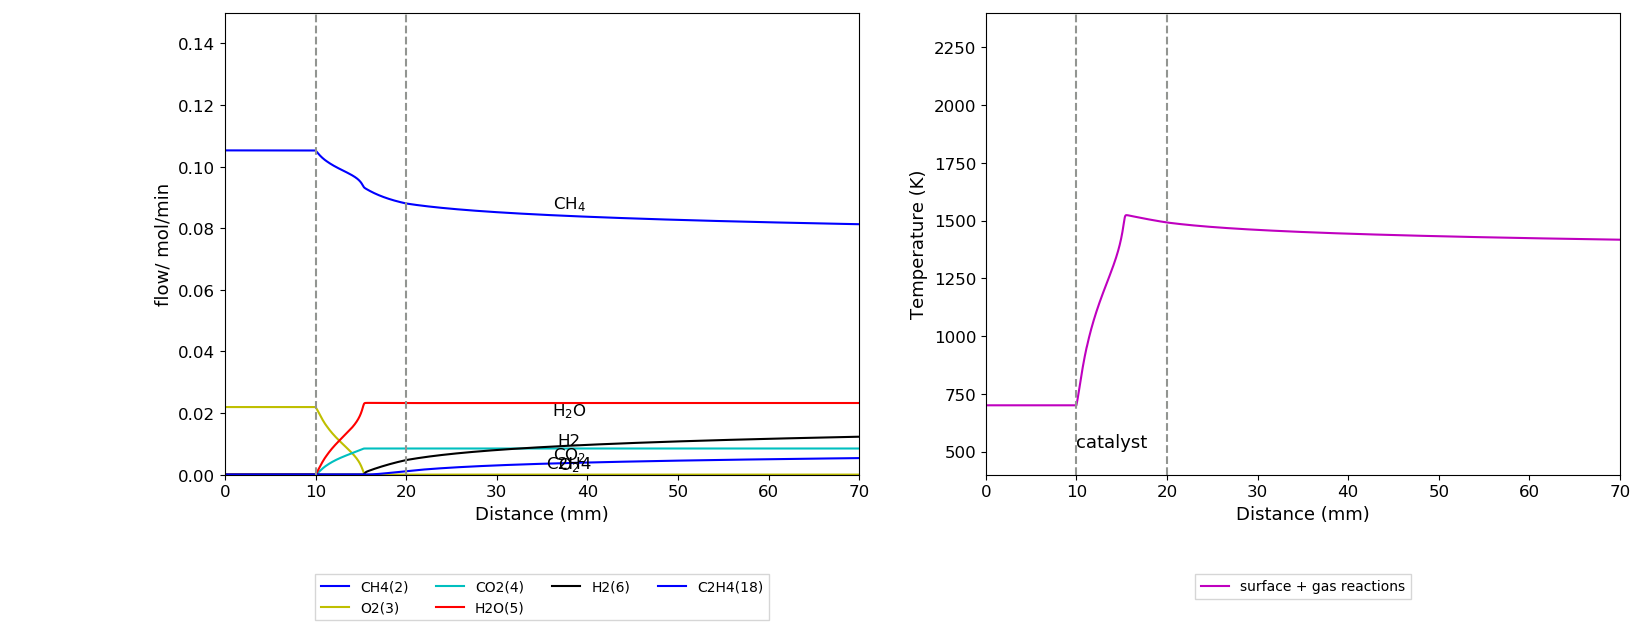 flow/ mol/min
0.14
0.12
0.10
0.08
0.06
0.04
0.02
0.00
CH₄
H₂O
H2
CO₂
C2H4
O₂
0 10 20 30 40 50 60 70
Distance (mm)
CH4(2) CO2(4) H2(6) C2H4(18)
O2(3) H2O(5)
Temperature (K)
2250
2000
1750
1500
1250
1000
750
500
catalyst
0 10 20 30 40 50 60 70
Distance (mm)
surface + gas reactions